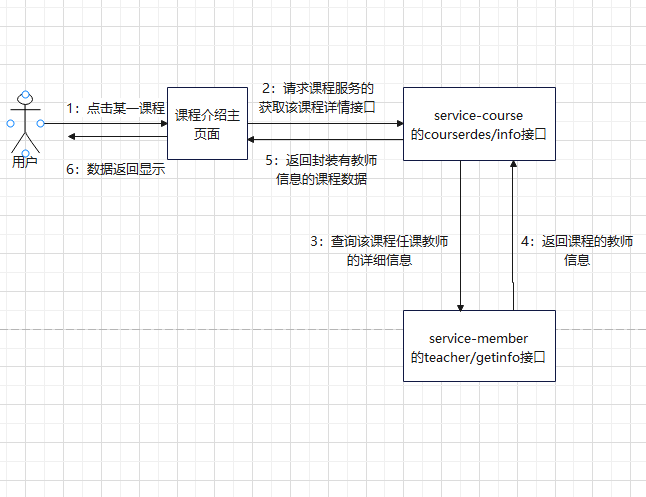 1：点击某一课程
用户
6：数据返回显示
课程介绍主
页面
2：请求课程服务的
获取该课程详情接口
5：返回封装有教师
信息的课程数据
service-course
的courserdes/info接口
3：查询该课程任课教师
的详细信息
4：返回课程的教师
信息
service-member
的teacher/getinfo接口